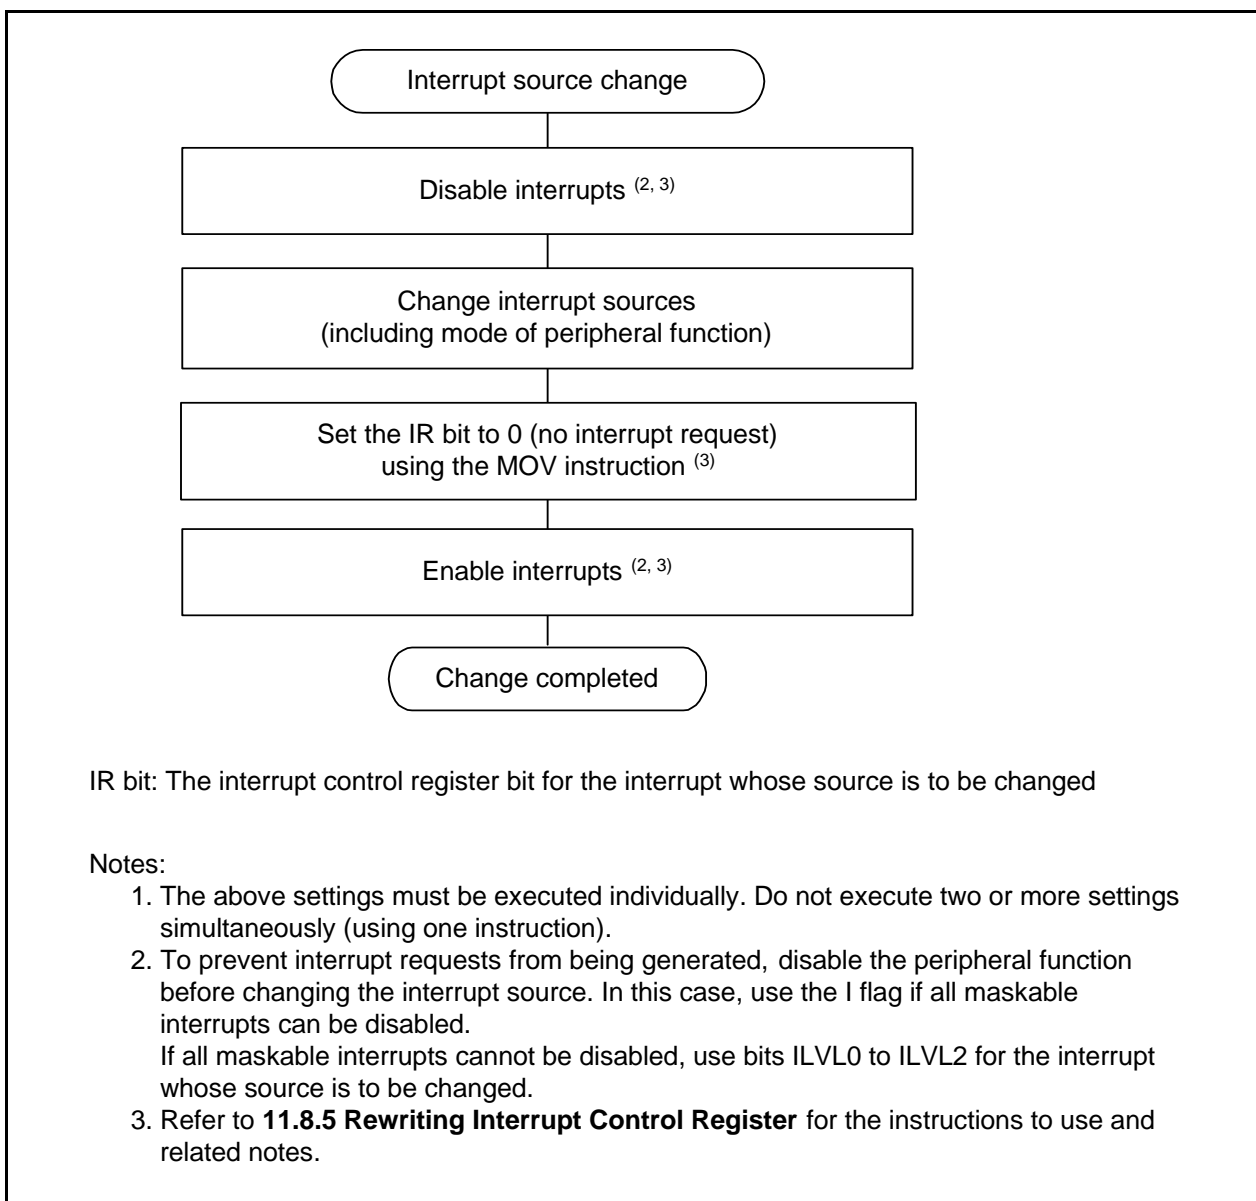 Interrupt source change
Disable interrupts (2, 3)
Change interrupt sources
(including mode of peripheral function)
Set the IR bit to 0 (no interrupt request)
using the MOV instruction (3)
Enable interrupts (2, 3)
Change completed
IR bit: The interrupt control register bit for the interrupt whose source is to be changed
Notes:
1. The above settings must be executed individually. Do not execute two or more settings
simultaneously (using one instruction).
2. To prevent interrupt requests from being generated, disable the peripheral function
before changing the interrupt source. In this case, use the I flag if all maskable
interrupts can be disabled.
If all maskable interrupts cannot be disabled, use bits ILVL0 to ILVL2 for the interrupt
whose source is to be changed.
3. Refer to 11.8.5 Rewriting Interrupt Control Register for the instructions to use and
related notes.